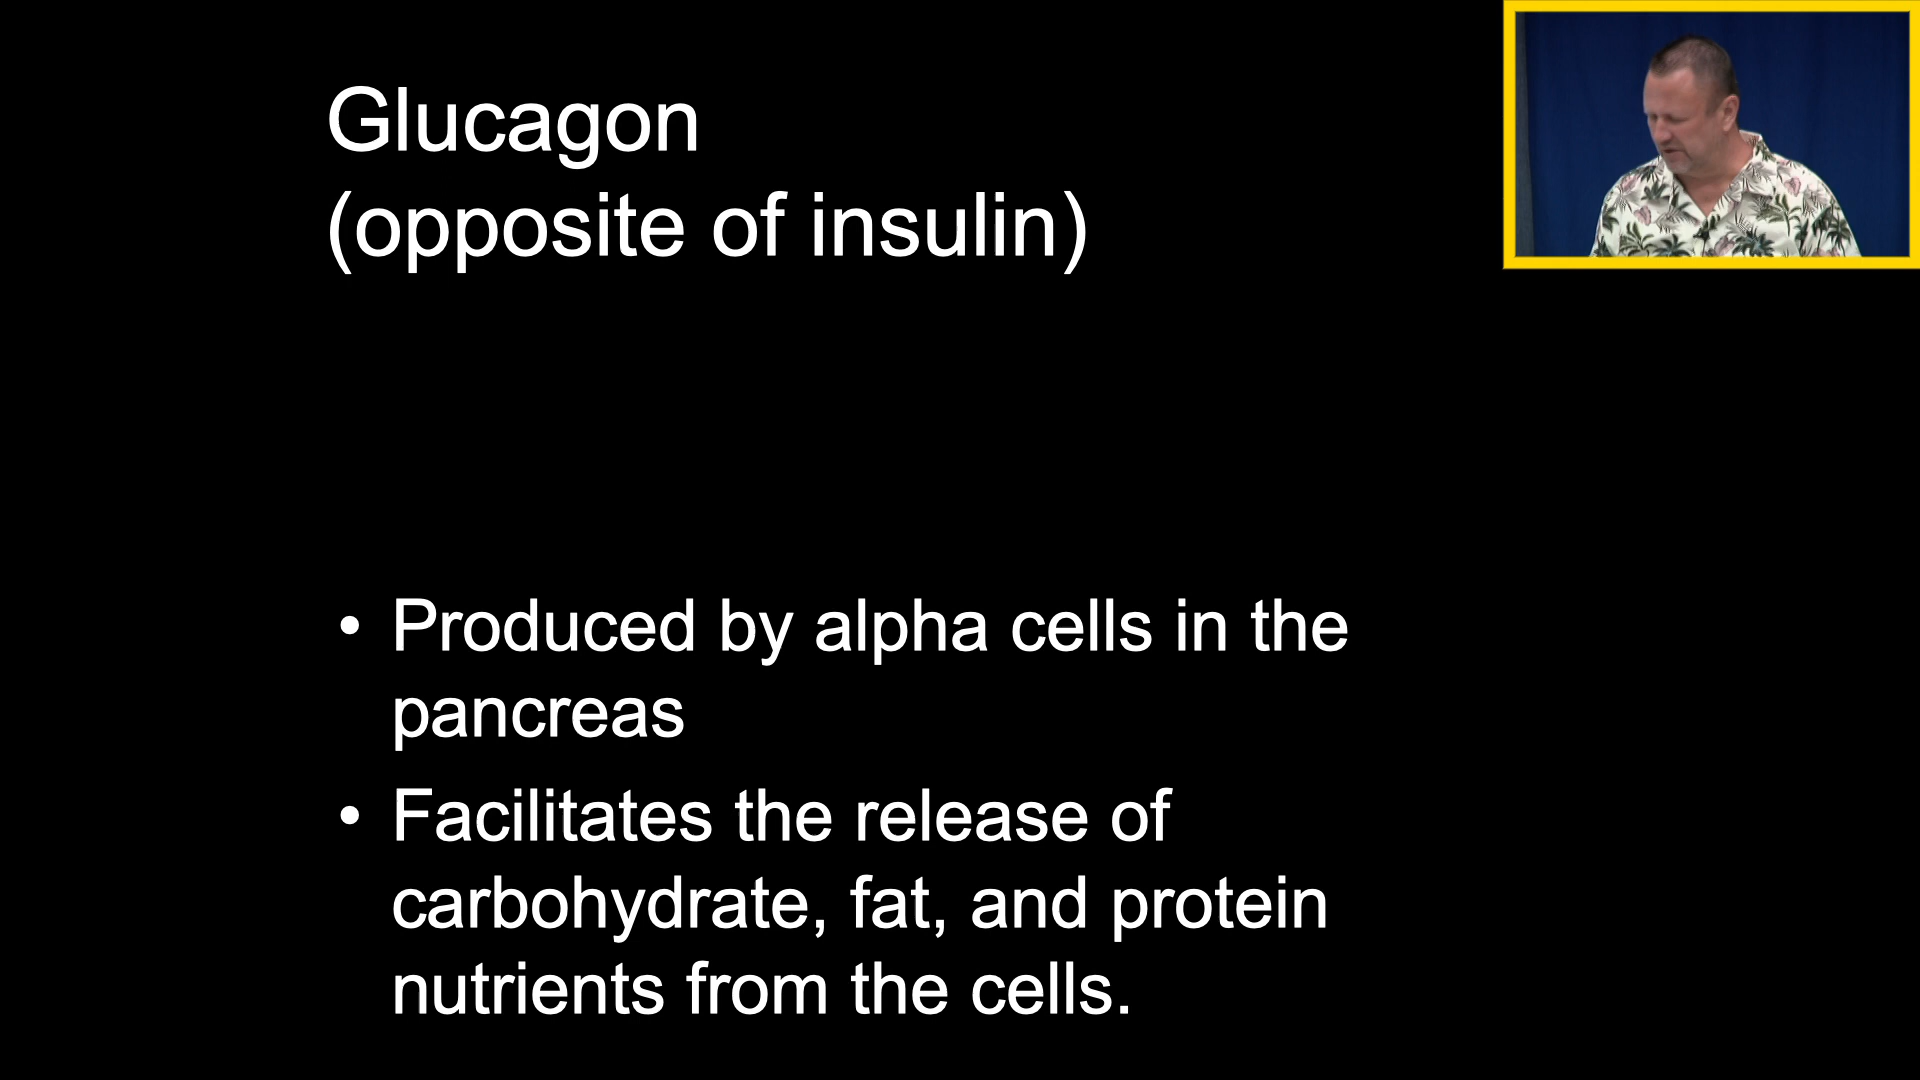 Glucagon
(opposite of insulin)
• Produced by alpha cells in the
pancreas
• Facilitates the release of
carbohydrate, fat, and protein
nutrients from the cells.